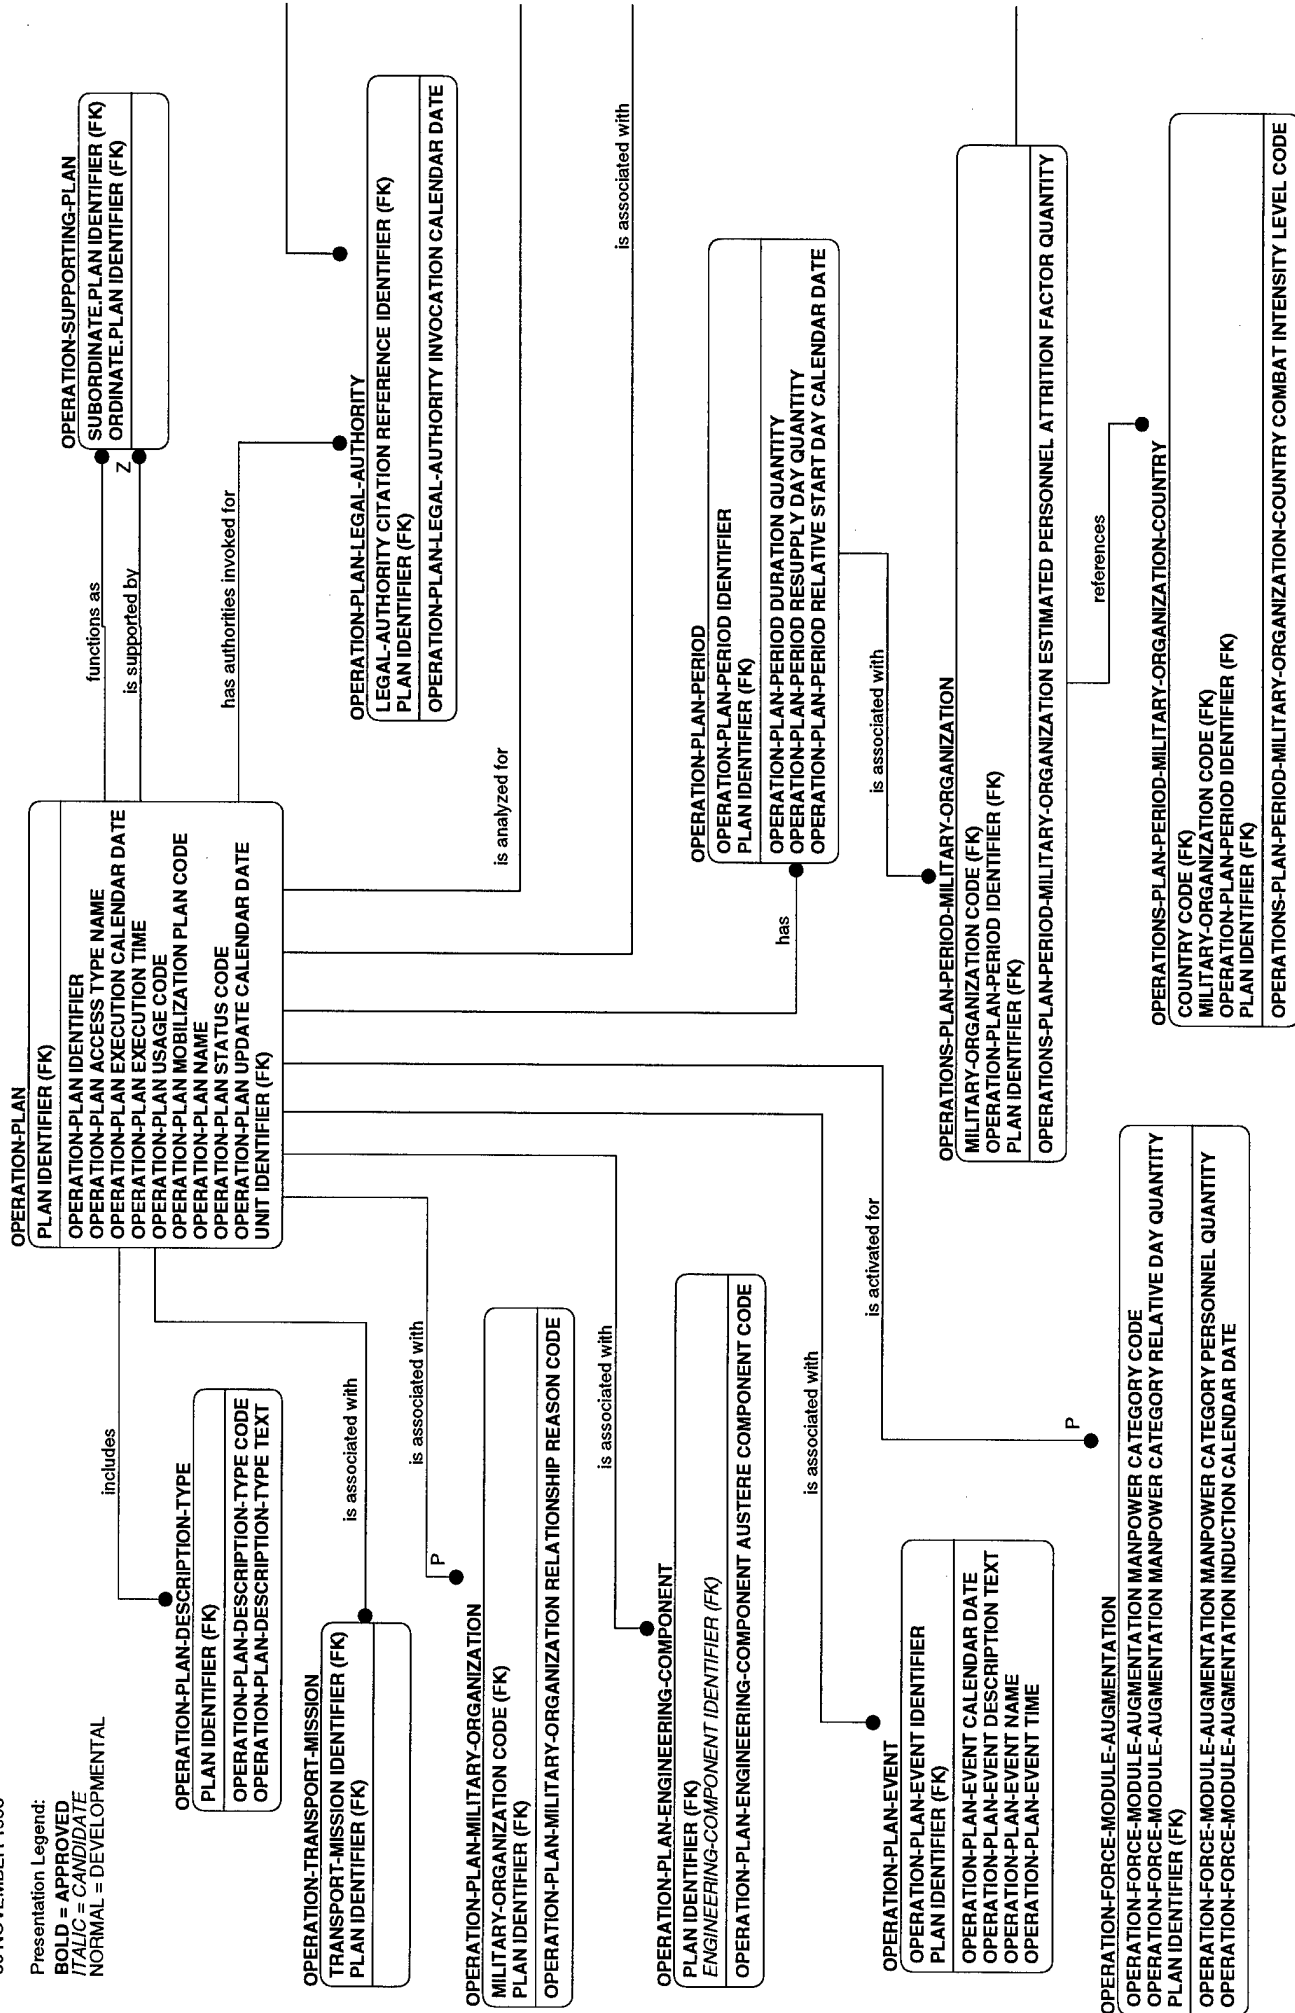 Presentation Legend:
BOLD = APPROVED
ITALIC = CANDIDATE
NORMAL = DEVELOPMENTAL
OPERATION-PLAN
PLAN IDENTIFIER (FK)
OPERATION-PLAN IDENTIFIER
OPERATION-PLAN ACCESS TYPE NAME
OPERATION-PLAN EXECUTION CALENDAR DATE
OPERATION-PLAN EXECUTION TIME
OPERATION-PLAN USAGE CODE
OPERATION-PLAN MOBILIZATION PLAN CODE
OPERATION-PLAN NAME
OPERATION-PLAN STATUS CODE
OPERATION-PLAN UPDATE CALENDAR DATE
UNIT IDENTIFIER (FK)
functions as
is supported by
Z
OPERATION-SUPPORTING-PLAN
SUBORDINATE.PLAN IDENTIFIER (FK)
ORDINATE.PLAN IDENTIFIER (FK)
includes
OPERATION-PLAN-DESCRIPTION-TYPE
PLAN IDENTIFIER (FK)
OPERATION-PLAN-DESCRIPTION-TYPE CODE
OPERATION-PLAN-DESCRIPTION-TYPE TEXT
has authorities invoked for
OPERATION-PLAN-LEGAL-AUTHORITY
LEGAL-AUTHORITY CITATION REFERENCE IDENTIFIER (FK)
PLAN IDENTIFIER (FK)
OPERATION-PLAN-LEGAL-AUTHORITY INVOCATION CALENDAR DATE
is associated with
OPERATION-TRANSPORT-MISSION
TRANSPORT-MISSION IDENTIFIER (FK)
PLAN IDENTIFIER (FK)
is associated with
P
OPERATION-PLAN-MILITARY-ORGANIZATION
MILITARY-ORGANIZATION CODE (FK)
PLAN IDENTIFIER (FK)
OPERATION-PLAN-MILITARY-ORGANIZATION RELATIONSHIP REASON CODE
is analyzed for
is associated with
is associated with
OPERATION-PLAN-ENGINEERING-COMPONENT
PLAN IDENTIFIER (FK)
ENGINEERING-COMPONENT IDENTIFIER (FK)
OPERATION-PLAN-ENGINEERING-COMPONENT AUSTERE COMPONENT CODE
has
OPERATION-PLAN-PERIOD
OPERATION-PLAN-PERIOD IDENTIFIER
PLAN IDENTIFIER (FK)
OPERATION-PLAN-PERIOD DURATION QUANTITY
OPERATION-PLAN-PERIOD RESUPPLY DAY QUANTITY
OPERATION-PLAN-PERIOD RELATIVE START DAY CALENDAR DATE
is associated with
OPERATION-PLAN-EVENT
OPERATION-PLAN-EVENT IDENTIFIER
PLAN IDENTIFIER (FK)
OPERATION-PLAN-EVENT CALENDAR DATE
OPERATION-PLAN-EVENT DESCRIPTION TEXT
OPERATION-PLAN-EVENT NAME
OPERATION-PLAN-EVENT TIME
is associated with
OPERATIONS-PLAN-PERIOD-MILITARY-ORGANIZATION
MILITARY-ORGANIZATION CODE (FK)
OPERATION-PLAN-PERIOD IDENTIFIER (FK)
PLAN IDENTIFIER (FK)
OPERATIONS-PLAN-PERIOD-MILITARY-ORGANIZATION ESTIMATED PERSONNEL ATTRITION FACTOR QUANTITY
is activated for
P
OPERATION-FORCE-MODULE-AUGMENTATION
OPERATION-FORCE-MODULE-AUGMENTATION MANPOWER CATEGORY CODE
OPERATION-FORCE-MODULE-AUGMENTATION MANPOWER CATEGORY RELATIVE DAY QUANTITY
PLAN IDENTIFIER (FK)
OPERATION-FORCE-MODULE-AUGMENTATION MANPOWER CATEGORY PERSONNEL QUANTITY
OPERATION-FORCE-MODULE-AUGMENTATION INDUCTION CALENDAR DATE
references
OPERATIONS-PLAN-PERIOD-MILITARY-ORGANIZATION-COUNTRY
COUNTRY CODE (FK)
MILITARY-ORGANIZATION CODE (FK)
OPERATION-PLAN-PERIOD IDENTIFIER (FK)
PLAN IDENTIFIER (FK)
OPERATIONS-PLAN-PERIOD-MILITARY-ORGANIZATION-COUNTRY COMBAT INTENSITY LEVEL CODE